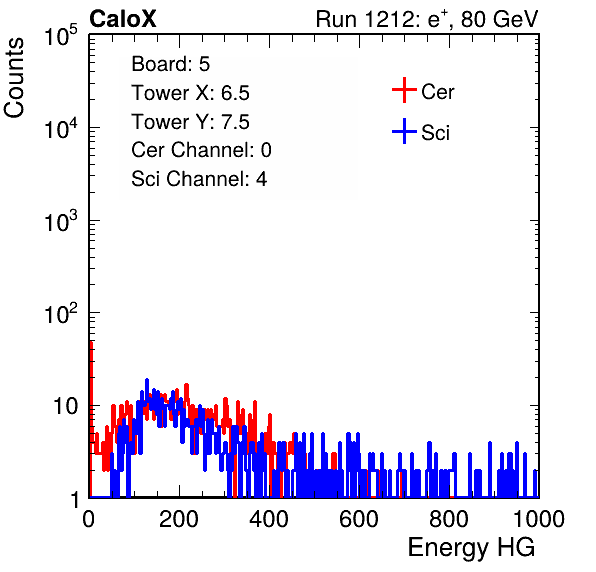 CaloX Run 1212: e⁺, 80 GeV
Counts
10⁵
10⁴
10³
10²
10
1
Board: 5
Tower X: 6.5
Tower Y: 7.5
Cer Channel: 0
Sci Channel: 4
Cer
Sci
0 200 400 600 800 1000
Energy HG